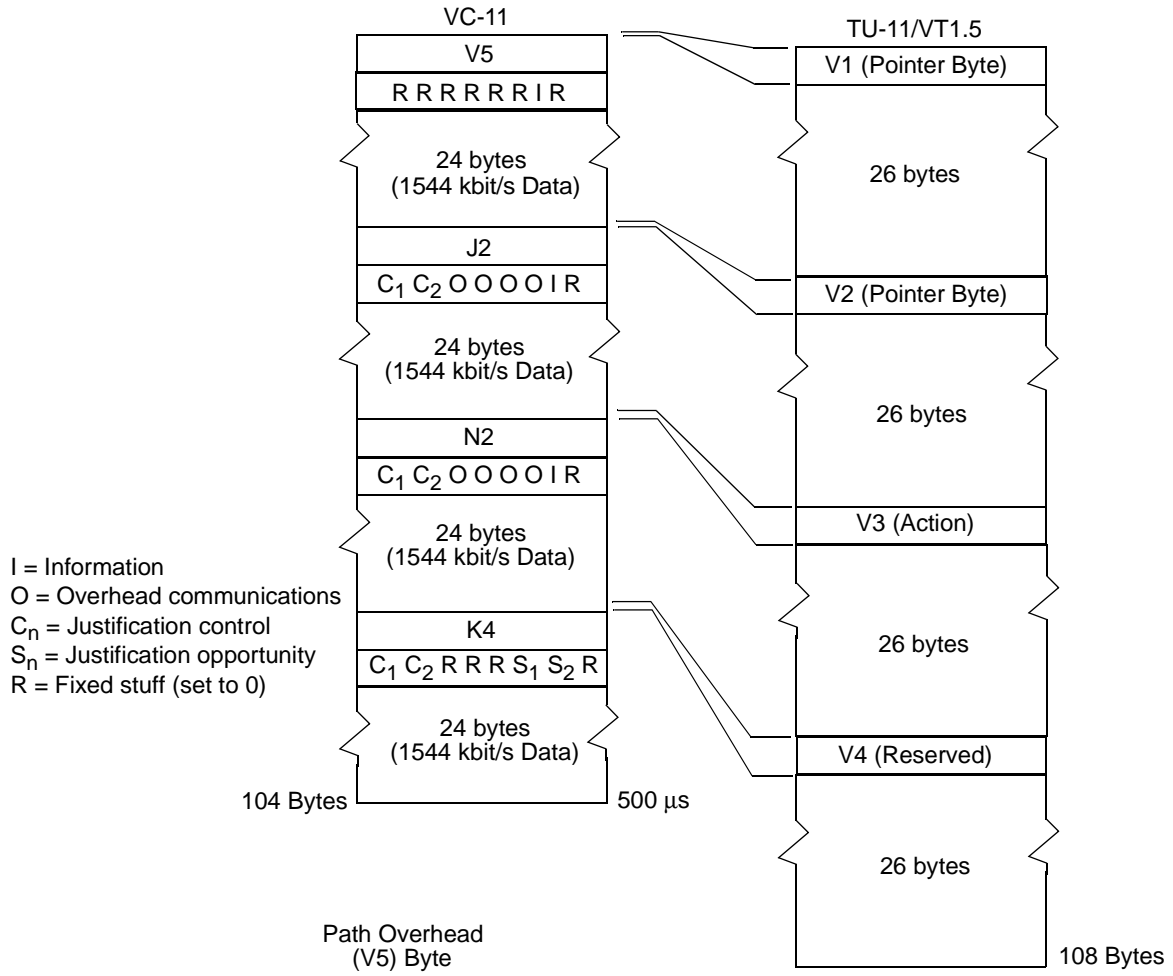 VC-11
V5
R R R R R R I R
24 bytes
(1544 kbit/s Data)
J2
C1 C2 O O O O I R
24 bytes
(1544 kbit/s Data)
N2
C1 C2 O O O O I R
24 bytes
(1544 kbit/s Data)
K4
C1 C2 R R R S1 S2 R
24 bytes
(1544 kbit/s Data)
104 Bytes
500 µs
I = Information
O = Overhead communications
Cn = Justification control
Sn = Justification opportunity
R = Fixed stuff (set to 0)
TU-11/VT1.5
V1 (Pointer Byte)
26 bytes
V2 (Pointer Byte)
26 bytes
V3 (Action)
26 bytes
V4 (Reserved)
26 bytes
108 Bytes
Path Overhead
(V5) Byte